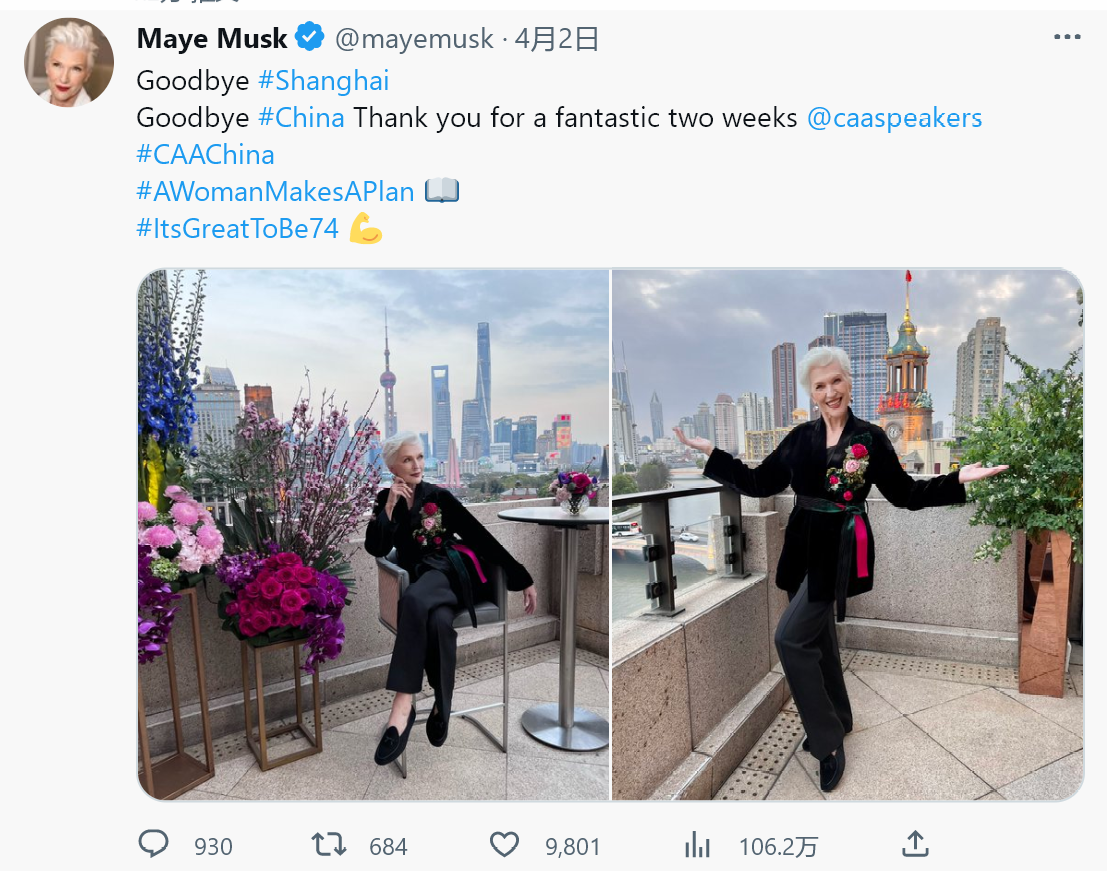 Maye Musk @mayemusk · 4月2日
Goodbye #Shanghai
Goodbye #China Thank you for a fantastic two weeks @caaspeakers
#CAAChina
#AWomanMakesAPlan 📖
#ItsGreatToBe74 💪
930 684 9,801 106.2万